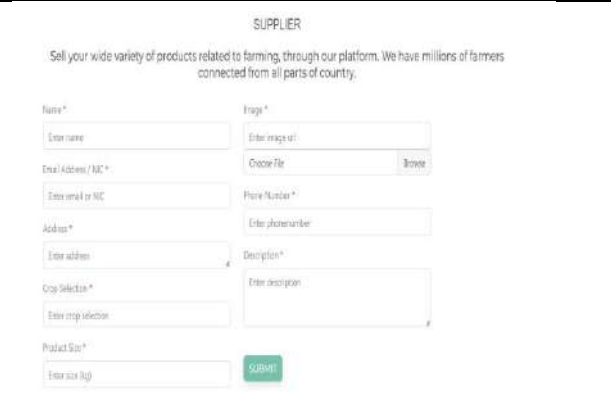 SUPPLIER
Sell your wide variety of products related to farming, through our platform. We have millions of farmers
connected from all parts of country.
Name *
Enter name
Email Address / NIC *
Enter email or NIC
Address *
Enter address
Crop Selection *
Enter crop selection
Product Size *
Enter size (kg)
Image *
Enter image url
Choose File
Browse
Phone Number *
Enter phonenumber
Description *
Enter description
SUBMIT